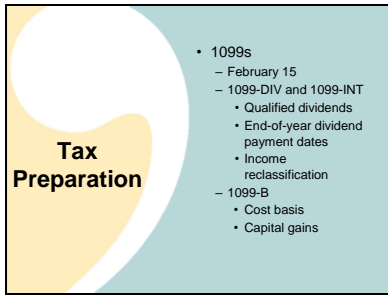 Tax
Preparation
• 1099s
– February 15
– 1099-DIV and 1099-INT
• Qualified dividends
• End-of-year dividend
payment dates
• Income
reclassification
– 1099-B
• Cost basis
• Capital gains